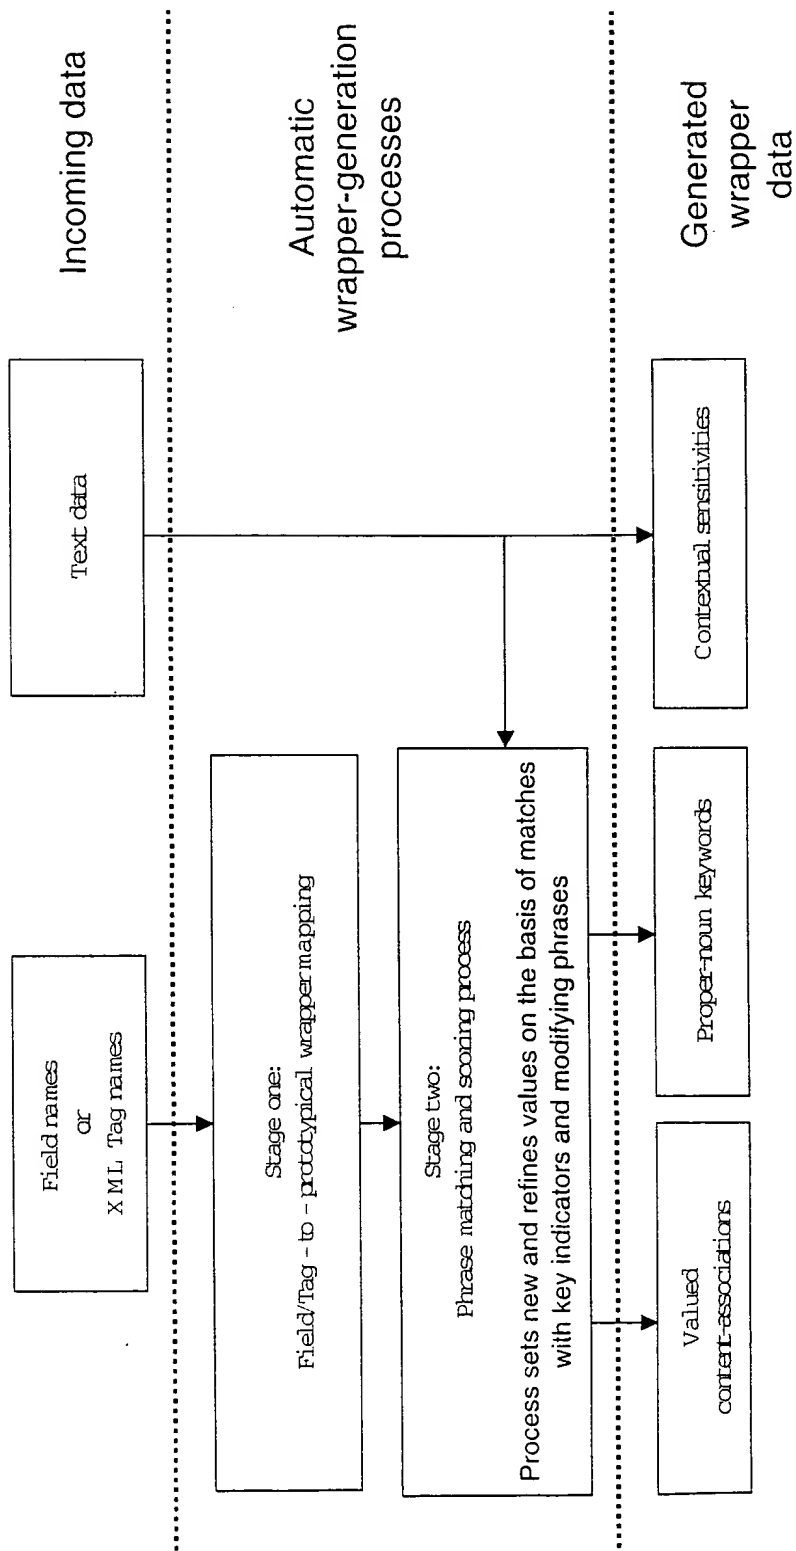 Incoming data
Field names
or
XML Tag names
Text data
Automatic
wrapper-generation
processes
Stage one:
Field/Tag - to - prototypical wrapper mapping
Stage two:
Phrase matching and scoring process
Process sets new and refines values on the basis of matches
with key indicators and modifying phrases
Generated
wrapper
data
Valued
content-associations
Proper-noun keywords
Contextual sensitivities